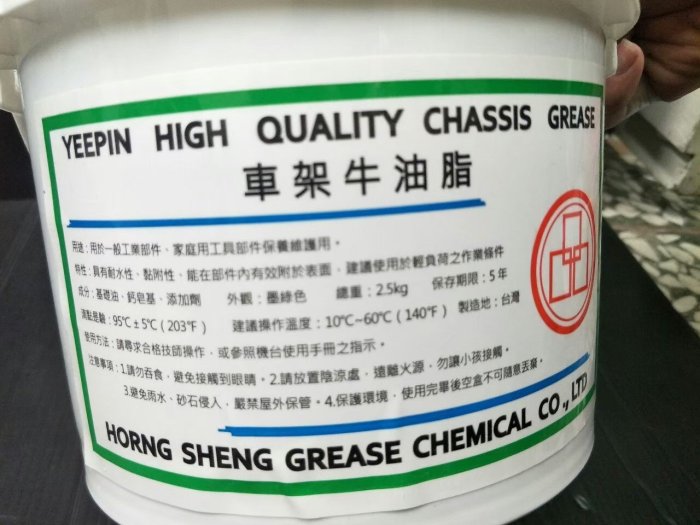 YEEPIN HIGH QUALITY CHASSIS GREASE
車架牛油脂
用途：用於一般工業部件、家庭用工具部件保養維護用。
特性：具有耐水性、黏附性，能在部件內有效附於表面，建議使用於輕負荷之作業條件
成分：基礎油、鈣皂基、添加劑 外觀：墨綠色 總重：2.5kg 保存期限：5年
滴點是驗：95℃±5℃（203°F） 建議操作溫度：10℃~60℃（140°F） 製造地：台灣
使用方法：請尋求合格技師操作，或參照機台使用手冊之指示。
注意事項：1.請勿吞食，避免接觸到眼睛。2.請放置陰涼處，遠離火源，勿讓小孩接觸。
3.避免雨水、砂石侵入，嚴禁屋外保管。4.保護環境，使用完畢後空盒不可隨意丟棄。
HORNG SHENG GREASE CHEMICAL CO., LTD